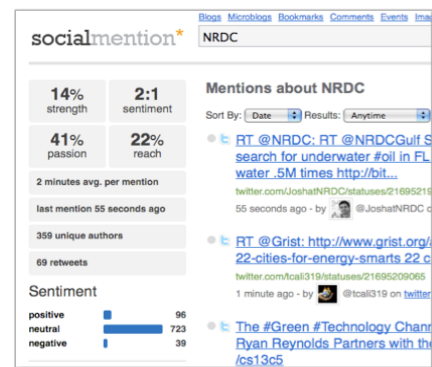 Blogs Microblogs Bookmarks Comments Events
socialmention*
NRDC
14%
strength
2:1
sentiment
41%
passion
22%
reach
2 minutes avg. per mention
last mention 55 seconds ago
359 unique authors
69 retweets
Sentiment
positive 96
neutral 723
negative 39
Mentions about NRDC
Sort By: Date Results: Anytime
RT @NRDC: RT @NRDCGulf S
search for underwater #oil in FL
water .5M times http://bit...
twitter.com/JoshatNRDC/statuses/21695219
55 seconds ago - by @JoshatNRDC
RT @Grist: http://www.grist.org/
22-cities-for-energy-smarts 22 c
twitter.com/tcali319/statuses/21695209065
1 minute ago - by @tcali319 on twitter
The #Green #Technology Chann
Ryan Reynolds Partners with the
/cs13c5